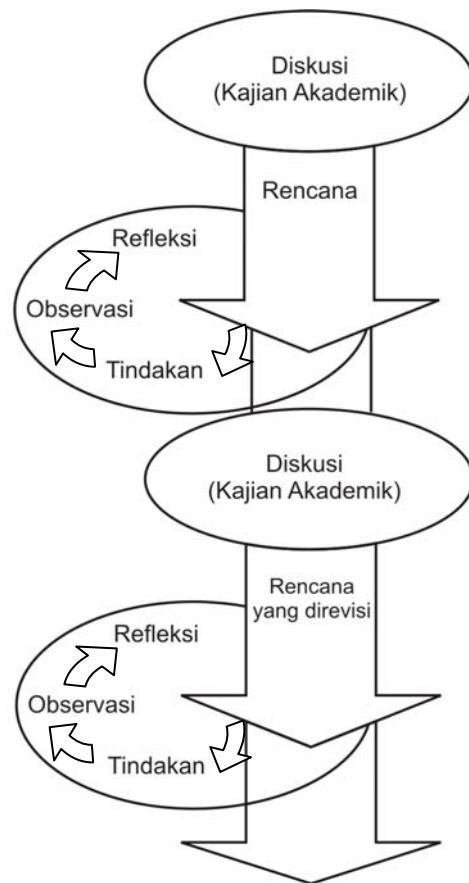 Diskusi
(Kajian Akademik)
Rencana
Refleksi
Observasi
Tindakan
Diskusi
(Kajian Akademik)
Rencana
yang direvisi
Refleksi
Observasi
Tindakan